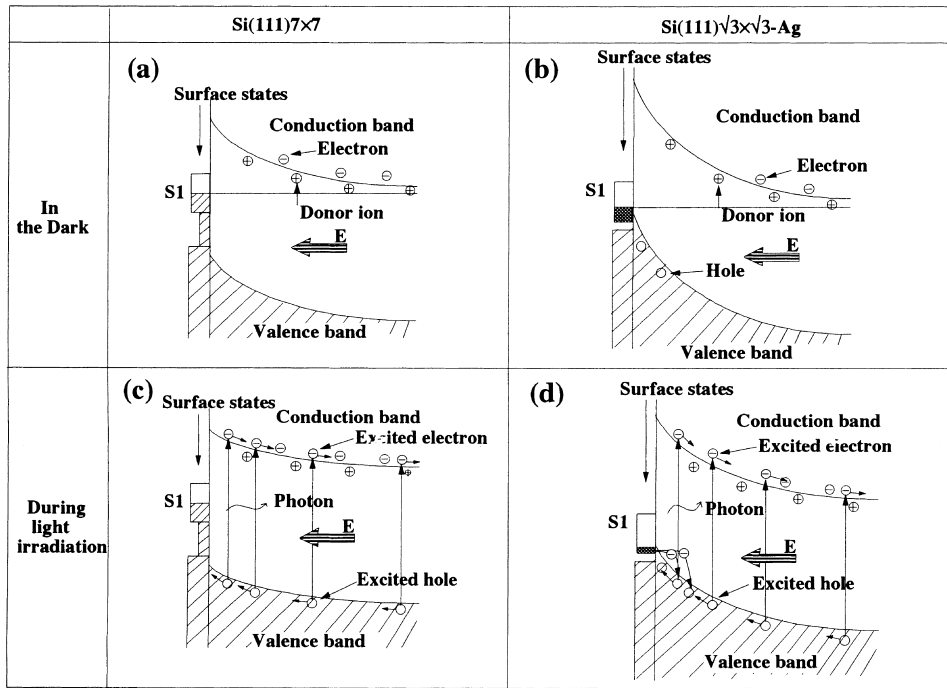 Si(111)7×7
Si(111)√3×√3-Ag
In
the Dark
(a)
Surface states
Conduction band
⊖ Electron
S1
Donor ion
E
Valence band
(b)
Surface states
Conduction band
Electron
S1
Donor ion
E
Hole
Valence band
During
light
irradiation
(c)
Surface states
Conduction band
Excited electron
S1
Photon
E
Excited hole
Valence band
(d)
Surface states
Conduction band
Excited electron
S1
Photon
E
Excited hole
Valence band